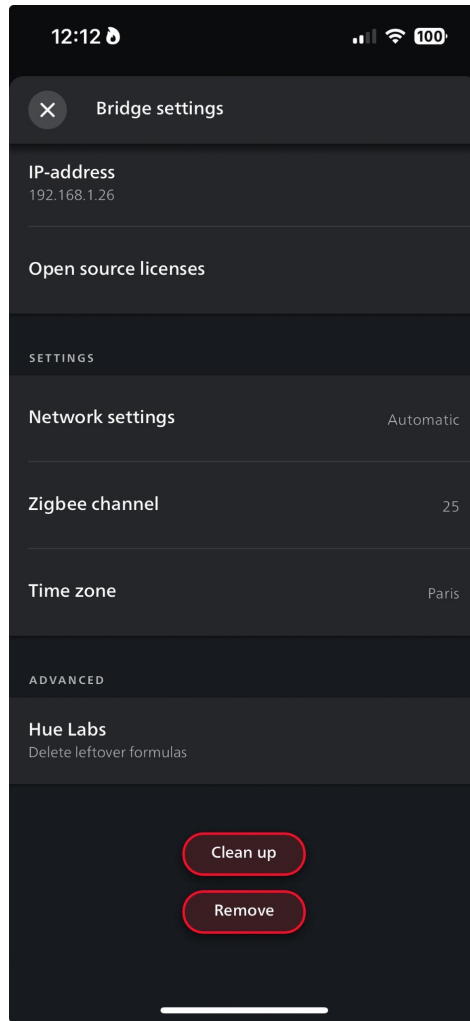 12:12
100
Bridge settings
IP-address
192.168.1.26
Open source licenses
SETTINGS
Network settings
Automatic
Zigbee channel
25
Time zone
Paris
ADVANCED
Hue Labs
Delete leftover formulas
Clean up
Remove